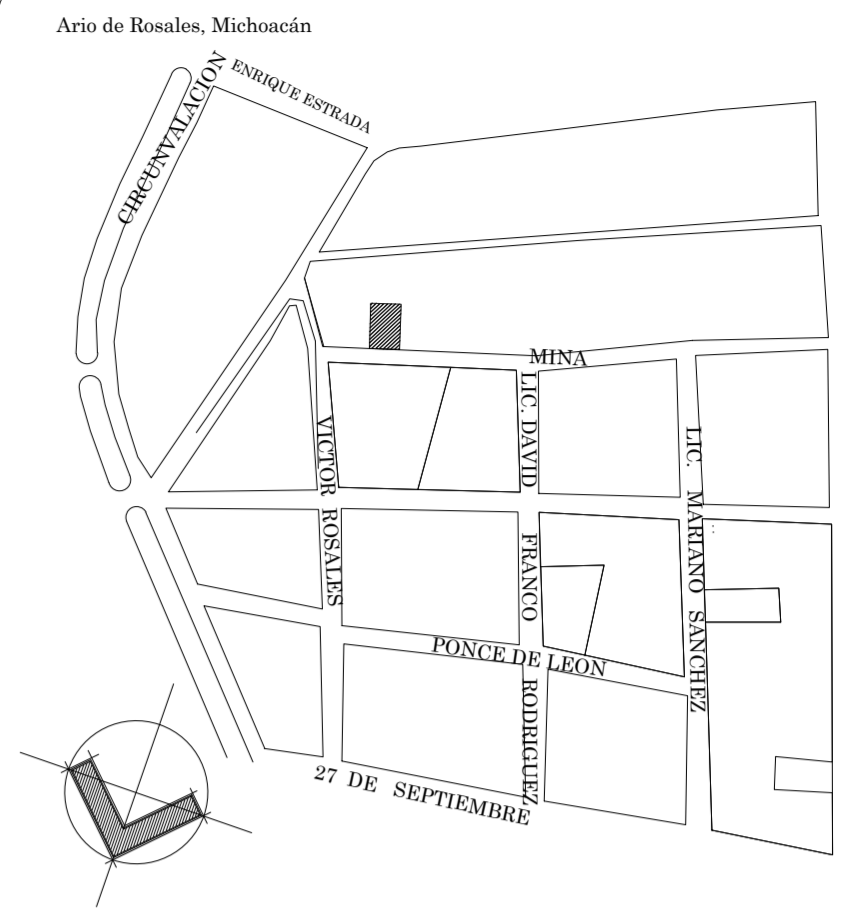 Ario de Rosales, Michoacán
ENRIQUE ESTRADA
CIRCUNVALACION
MINA
LIC. DAVID FRANCO RODRIGUEZ
VICTOR ROSALES
LIC. MARIANO SANCHEZ
PONCE DE LEON
27 DE SEPTIEMBRE